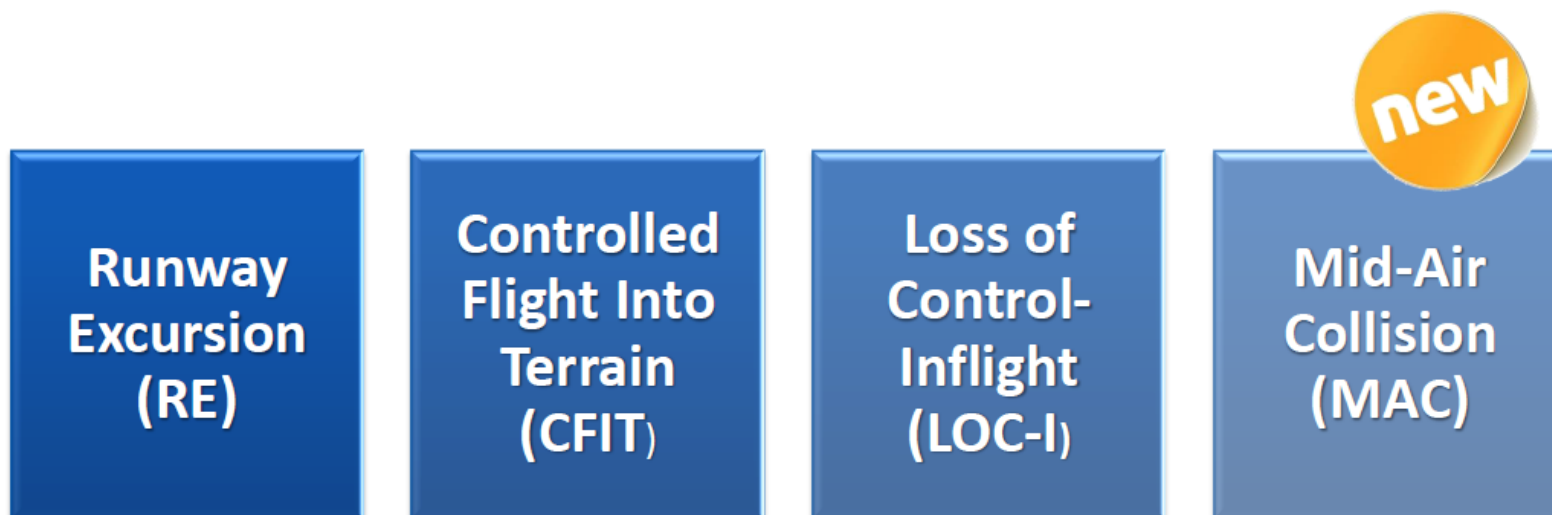 new
Runway
Excursion
(RE)
Controlled
Flight Into
Terrain
(CFIT)
Loss of
Control-
Inflight
(LOC-I)
Mid-Air
Collision
(MAC)